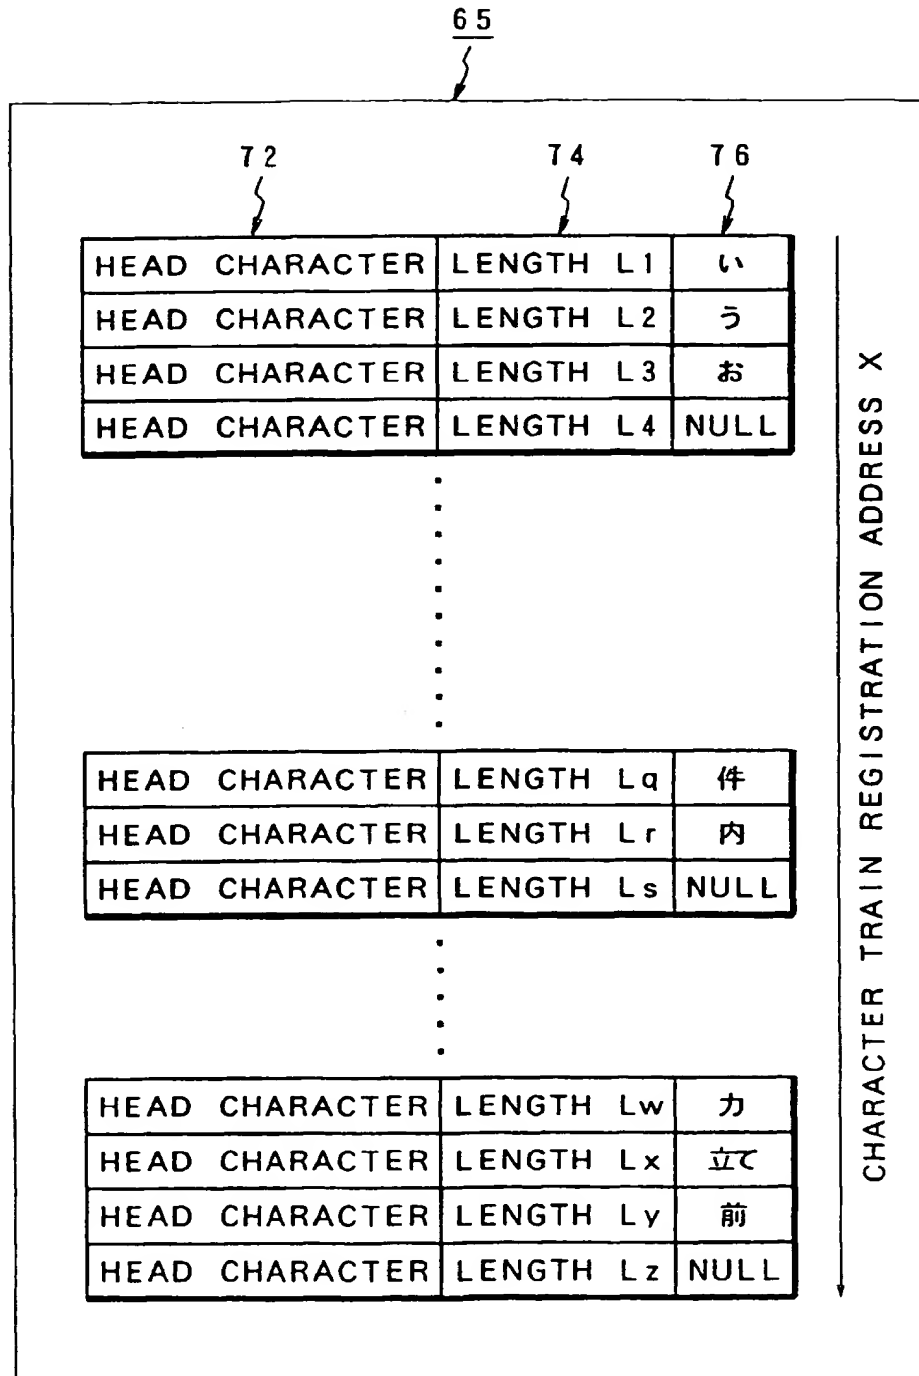 65
72 74 76
HEAD CHARACTER LENGTH L1 い
HEAD CHARACTER LENGTH L2 う
HEAD CHARACTER LENGTH L3 お
HEAD CHARACTER LENGTH L4 NULL
HEAD CHARACTER LENGTH Lq 件
HEAD CHARACTER LENGTH Lr 内
HEAD CHARACTER LENGTH Ls NULL
HEAD CHARACTER LENGTH Lw 力
HEAD CHARACTER LENGTH Lx 立て
HEAD CHARACTER LENGTH Ly 前
HEAD CHARACTER LENGTH Lz NULL
CHARACTER TRAIN REGISTRATION ADDRESS X